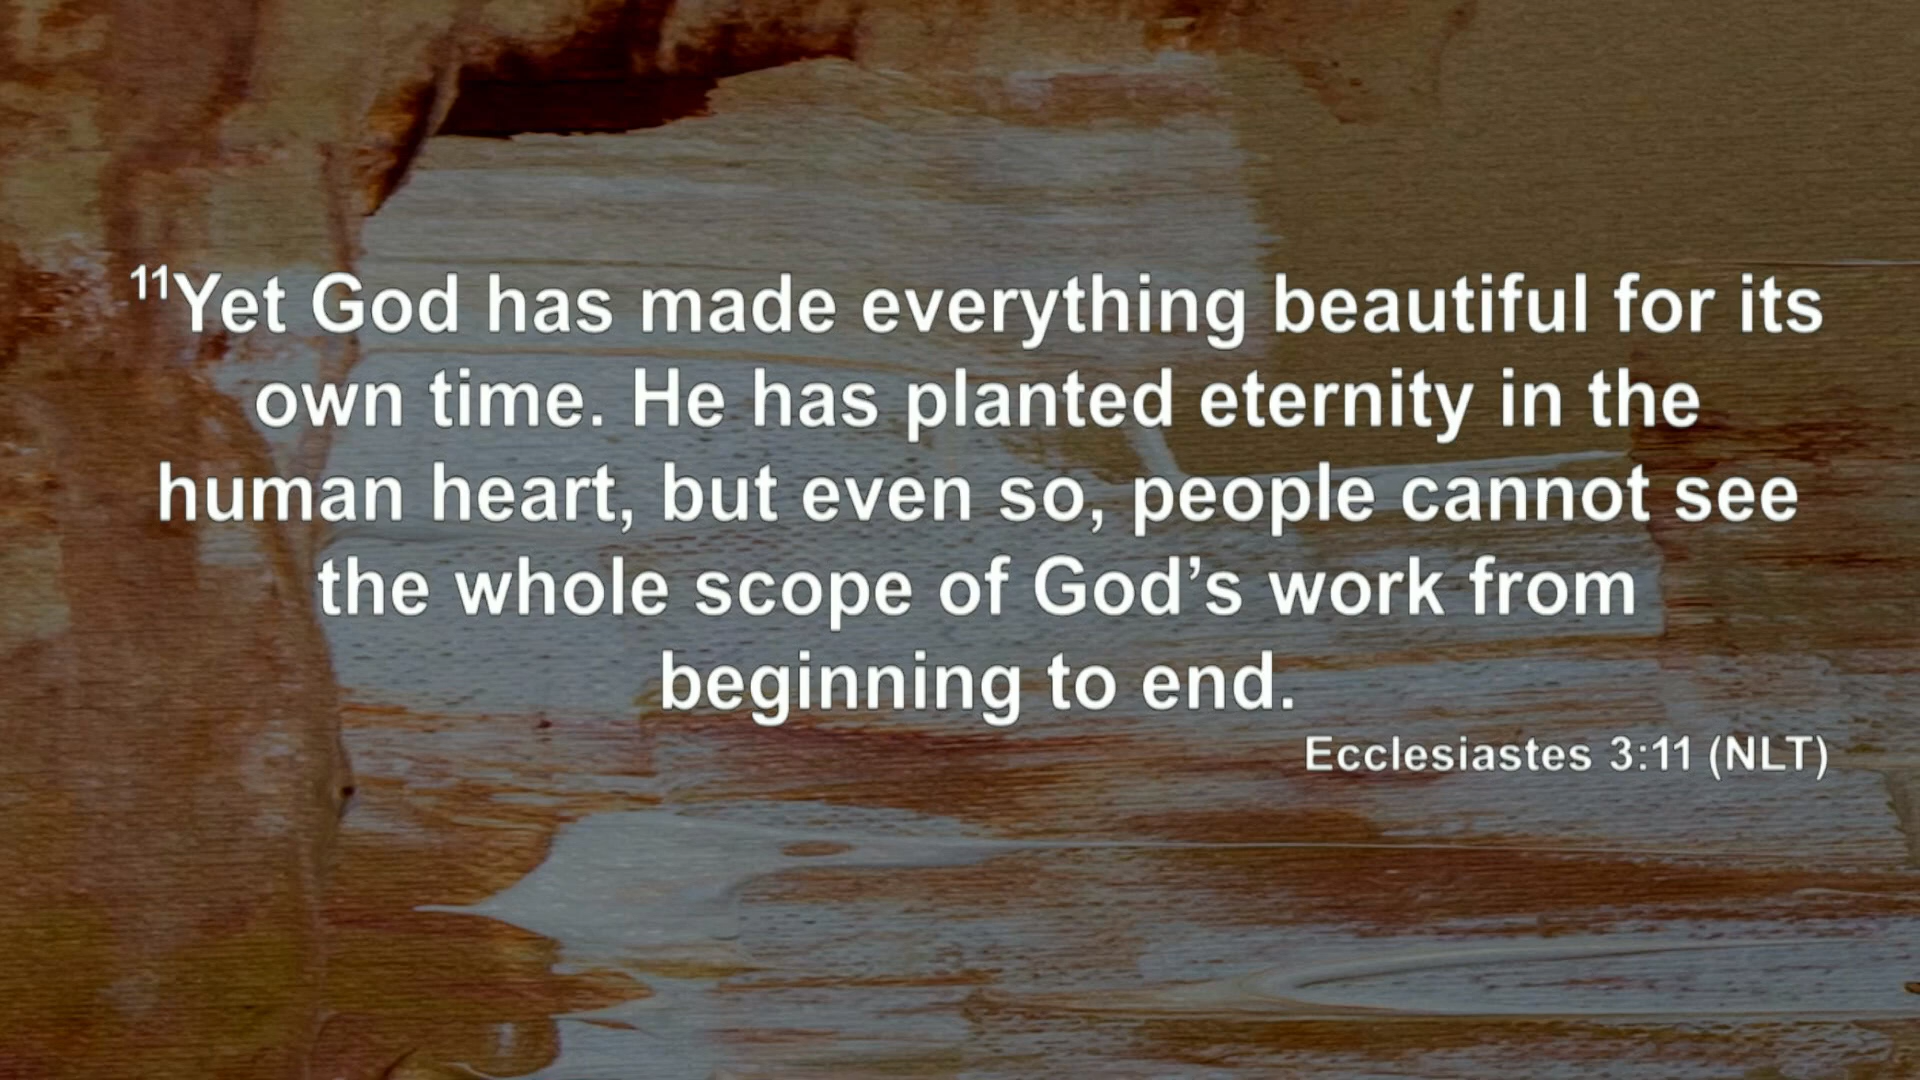 ¹¹Yet God has made everything beautiful for its
own time. He has planted eternity in the
human heart, but even so, people cannot see
the whole scope of God’s work from
beginning to end.
Ecclesiastes 3:11 (NLT)